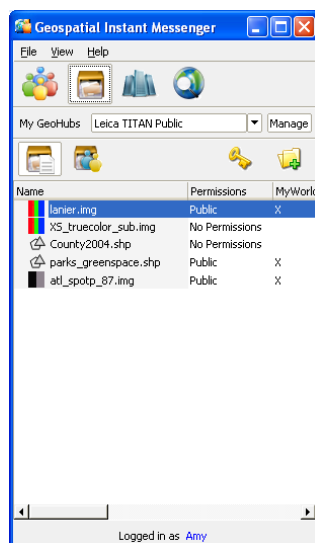 Geospatial Instant Messenger
File View Help
My GeoHubs Leica TITAN Public Manage
Name Permissions MyWorld
lanier.img Public X
X5_truecolor_sub.img No Permissions
County2004.shp No Permissions
parks_greenspace.shp Public X
atl_spotp_87.img Public X
Logged in as Amy